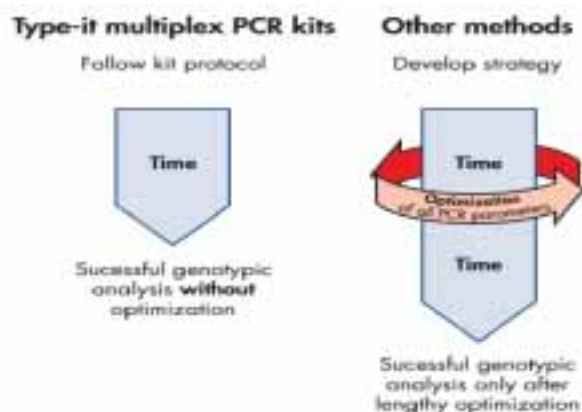 Type-it multiplex PCR kits
Follow kit protocol
Time
Sucessful genotypic
analysis without
optimization
Other methods
Develop strategy
Time
Optimization
of all PCR parameters
Time
Sucessful genotypic
analysis only after
lengthy optimization